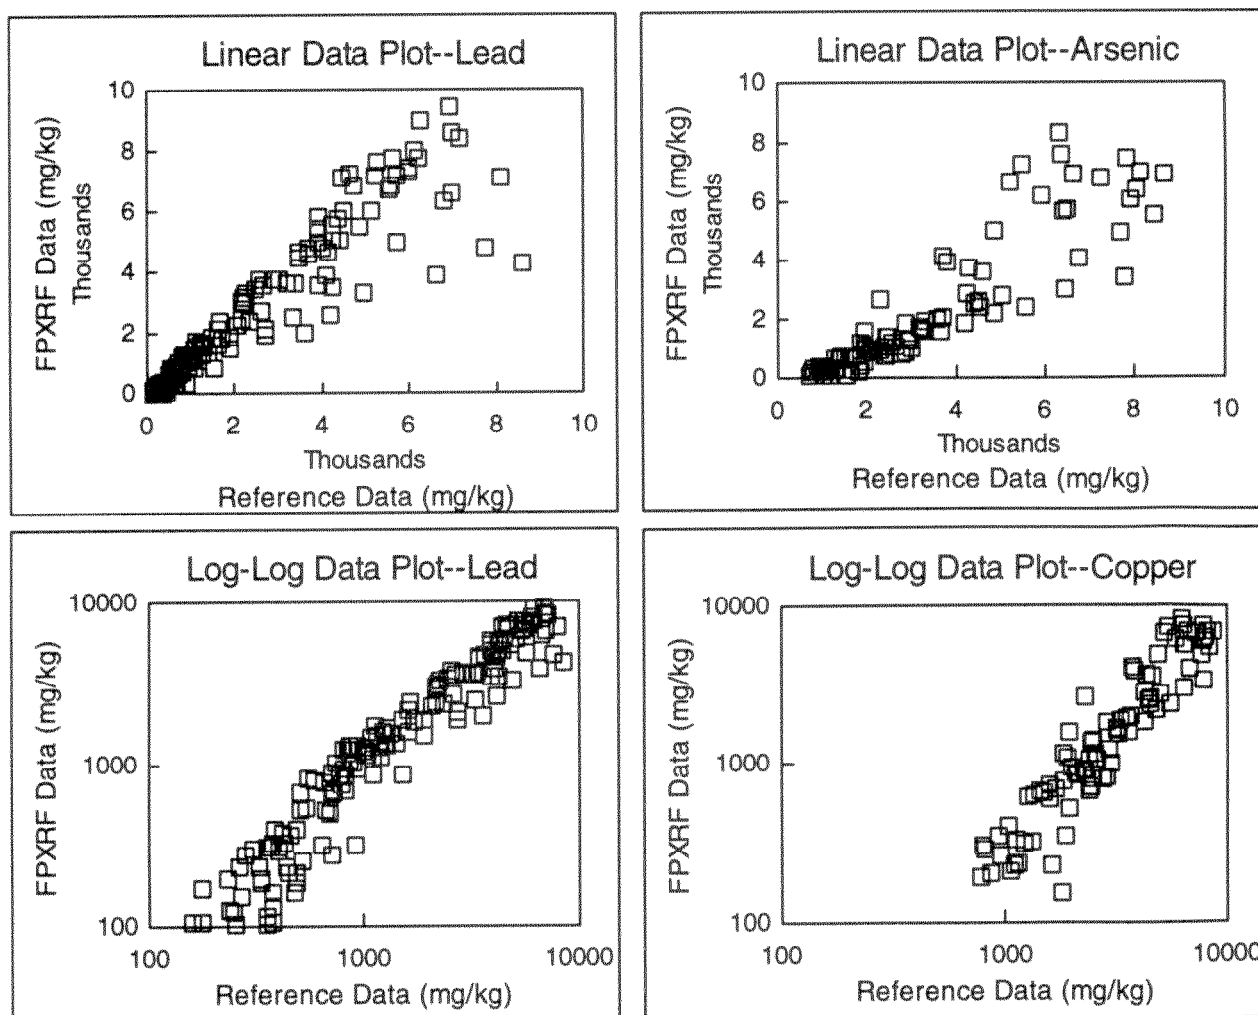 Linear Data Plot--Lead
FPXRF Data (mg/kg)
Thousands
10
8
6
4
2
0
0 2 4 6 8 10
Thousands
Reference Data (mg/kg)
Linear Data Plot--Arsenic
FPXRF Data (mg/kg)
Thousands
10
8
6
4
2
0
0 2 4 6 8 10
Thousands
Reference Data (mg/kg)
Log-Log Data Plot--Lead
FPXRF Data (mg/kg)
10000
1000
100
100 1000 10000
Reference Data (mg/kg)
Log-Log Data Plot--Copper
FPXRF Data (mg/kg)
10000
1000
100
100 1000 10000
Reference Data (mg/kg)